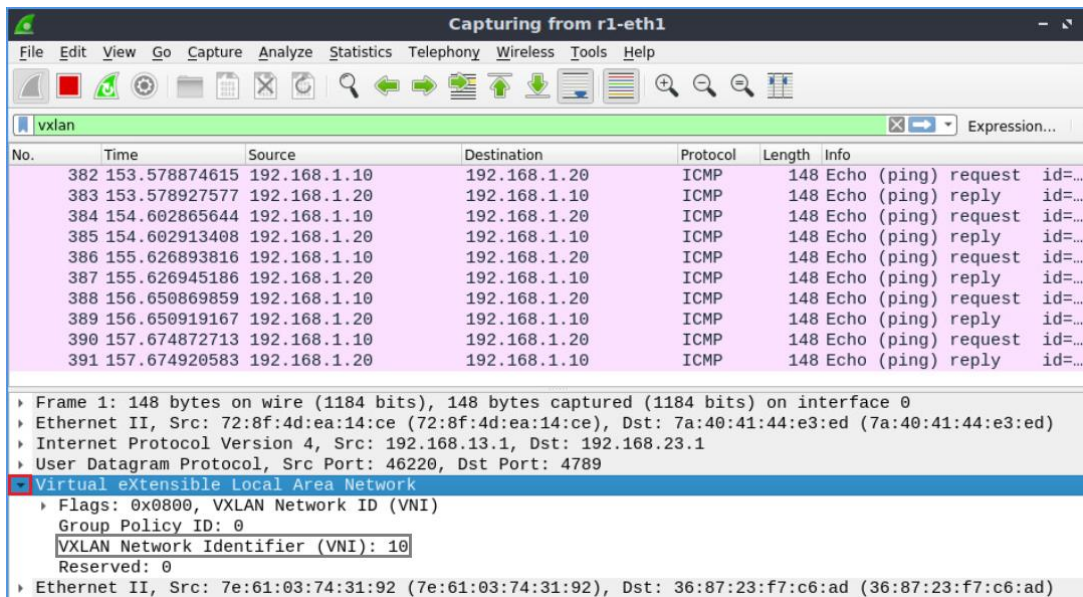 Capturing from r1-eth1
File Edit View Go Capture Analyze Statistics Telephony Wireless Tools Help
vxlan Expression...
No. Time Source Destination Protocol Length Info
382 153.578874615 192.168.1.10 192.168.1.20 ICMP 148 Echo (ping) request id=…
383 153.578927577 192.168.1.20 192.168.1.10 ICMP 148 Echo (ping) reply id=…
384 154.602865644 192.168.1.10 192.168.1.20 ICMP 148 Echo (ping) request id=…
385 154.602913408 192.168.1.20 192.168.1.10 ICMP 148 Echo (ping) reply id=…
386 155.626893816 192.168.1.10 192.168.1.20 ICMP 148 Echo (ping) request id=…
387 155.626945186 192.168.1.20 192.168.1.10 ICMP 148 Echo (ping) reply id=…
388 156.650869859 192.168.1.10 192.168.1.20 ICMP 148 Echo (ping) request id=…
389 156.650919167 192.168.1.20 192.168.1.10 ICMP 148 Echo (ping) reply id=…
390 157.674872713 192.168.1.10 192.168.1.20 ICMP 148 Echo (ping) request id=…
391 157.674920583 192.168.1.20 192.168.1.10 ICMP 148 Echo (ping) reply id=…
Frame 1: 148 bytes on wire (1184 bits), 148 bytes captured (1184 bits) on interface 0
Ethernet II, Src: 72:8f:4d:ea:14:ce (72:8f:4d:ea:14:ce), Dst: 7a:40:41:44:e3:ed (7a:40:41:44:e3:ed)
Internet Protocol Version 4, Src: 192.168.13.1, Dst: 192.168.23.1
User Datagram Protocol, Src Port: 46220, Dst Port: 4789
Virtual eXtensible Local Area Network
Flags: 0x0800, VXLAN Network ID (VNI)
Group Policy ID: 0
VXLAN Network Identifier (VNI): 10
Reserved: 0
Ethernet II, Src: 7e:61:03:74:31:92 (7e:61:03:74:31:92), Dst: 36:87:23:f7:c6:ad (36:87:23:f7:c6:ad)